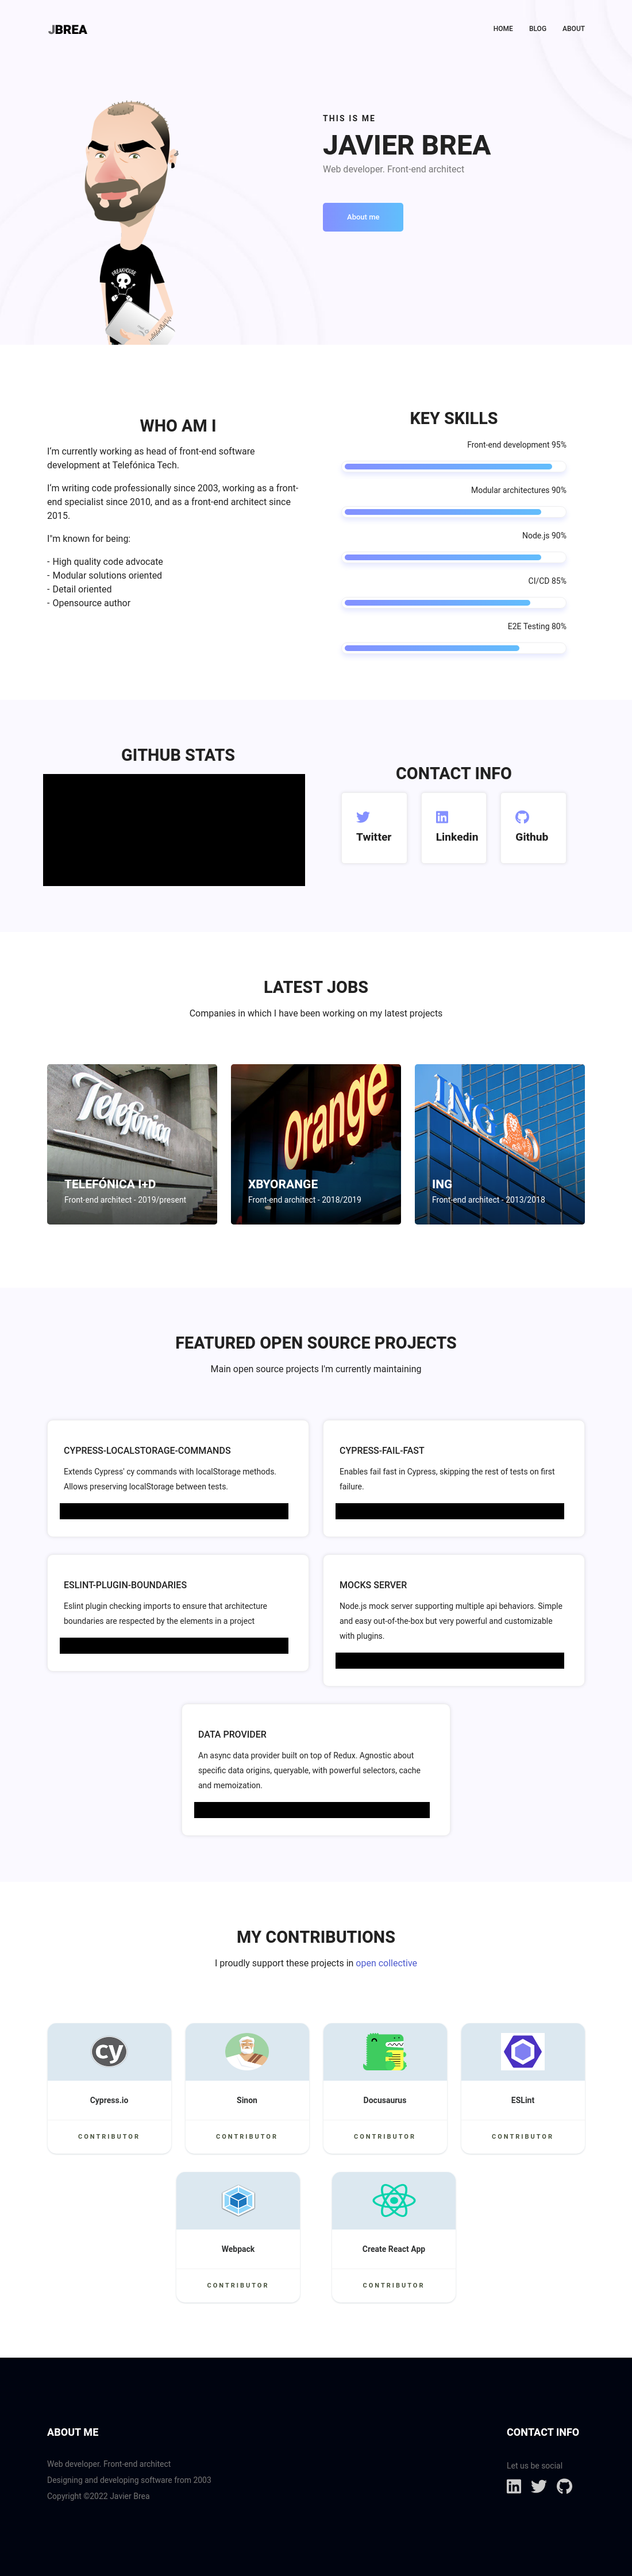 JBREA
HOME BLOG ABOUT
THIS IS ME
JAVIER BREA
Web developer. Front-end architect
About me
FREAKHOUSE
WHO AM I
I'm currently working as head of front-end software
development at Telefónica Tech.
I'm writing code professionally since 2003, working as a front-
end specialist since 2010, and as a front-end architect since
2015.
I"m known for being:
- High quality code advocate
- Modular solutions oriented
- Detail oriented
- Opensource author
KEY SKILLS
Front-end development 95%
Modular architectures 90%
Node.js 90%
CI/CD 85%
E2E Testing 80%
GITHUB STATS
CONTACT INFO
Twitter
Linkedin
Github
LATEST JOBS
Companies in which I have been working on my latest projects
Telefónica
TELEFÓNICA I+D
Front-end architect - 2019/present
Orange
XBYORANGE
Front-end architect - 2018/2019
ING
ING
Front-end architect - 2013/2018
FEATURED OPEN SOURCE PROJECTS
Main open source projects I'm currently maintaining
CYPRESS-LOCALSTORAGE-COMMANDS
Extends Cypress' cy commands with localStorage methods.
Allows preserving localStorage between tests.
CYPRESS-FAIL-FAST
Enables fail fast in Cypress, skipping the rest of tests on first
failure.
ESLINT-PLUGIN-BOUNDARIES
Eslint plugin checking imports to ensure that architecture
boundaries are respected by the elements in a project
MOCKS SERVER
Node.js mock server supporting multiple api behaviors. Simple
and easy out-of-the-box but very powerful and customizable
with plugins.
DATA PROVIDER
An async data provider built on top of Redux. Agnostic about
specific data origins, queryable, with powerful selectors, cache
and memoization.
MY CONTRIBUTIONS
I proudly support these projects in open collective
cy
Cypress.io
CONTRIBUTOR
Sinon
CONTRIBUTOR
Docusaurus
CONTRIBUTOR
ESLint
CONTRIBUTOR
Webpack
CONTRIBUTOR
Create React App
CONTRIBUTOR
ABOUT ME
Web developer. Front-end architect
Designing and developing software from 2003
Copyright ©2022 Javier Brea
CONTACT INFO
Let us be social